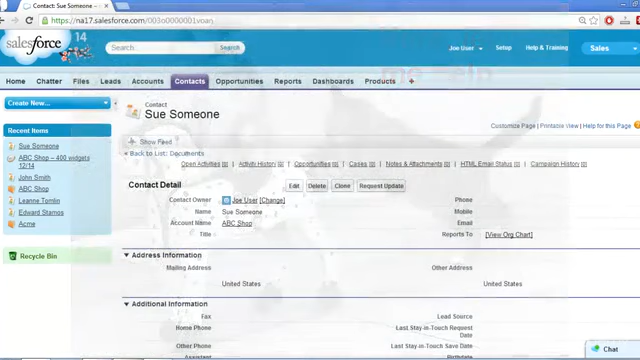 Contact: Sue Someone ~
https://na17.salesforce.com/003o0000001voan
salesforce
14
Search... Search
Joe User Setup Help & Training Sales
Home Chatter Files Leads Accounts Contacts Opportunities Reports Dashboards Products +
Create New...
Contact
Sue Someone
Customize Page | Printable View | Help for this Page
Recent Items
Sue Someone
ABC Shop – 400 widgets
12/14
John Smith
ABC Shop
Leanne Tomlin
Edward Stamos
Acme
Recycle Bin
Show Feed
« Back to List: Documents
Open Activities [0] | Activity History [0] | Opportunities [0] | Cases [0] | Notes & Attachments [0] | HTML Email Status [0] | Campaign History [0]
Contact Detail Edit Delete Clone Request Update
Contact Owner Joe User [Change] Phone
Name Sue Someone Mobile
Account Name ABC Shop Email
Title Reports To [View Org Chart]
Address Information
Mailing Address Other Address
United States United States
Additional Information
Fax Lead Source
Home Phone Last Stay-in-Touch Request
Date
Other Phone Last Stay-in-Touch Save Date
Assistant Birthdate
Chat